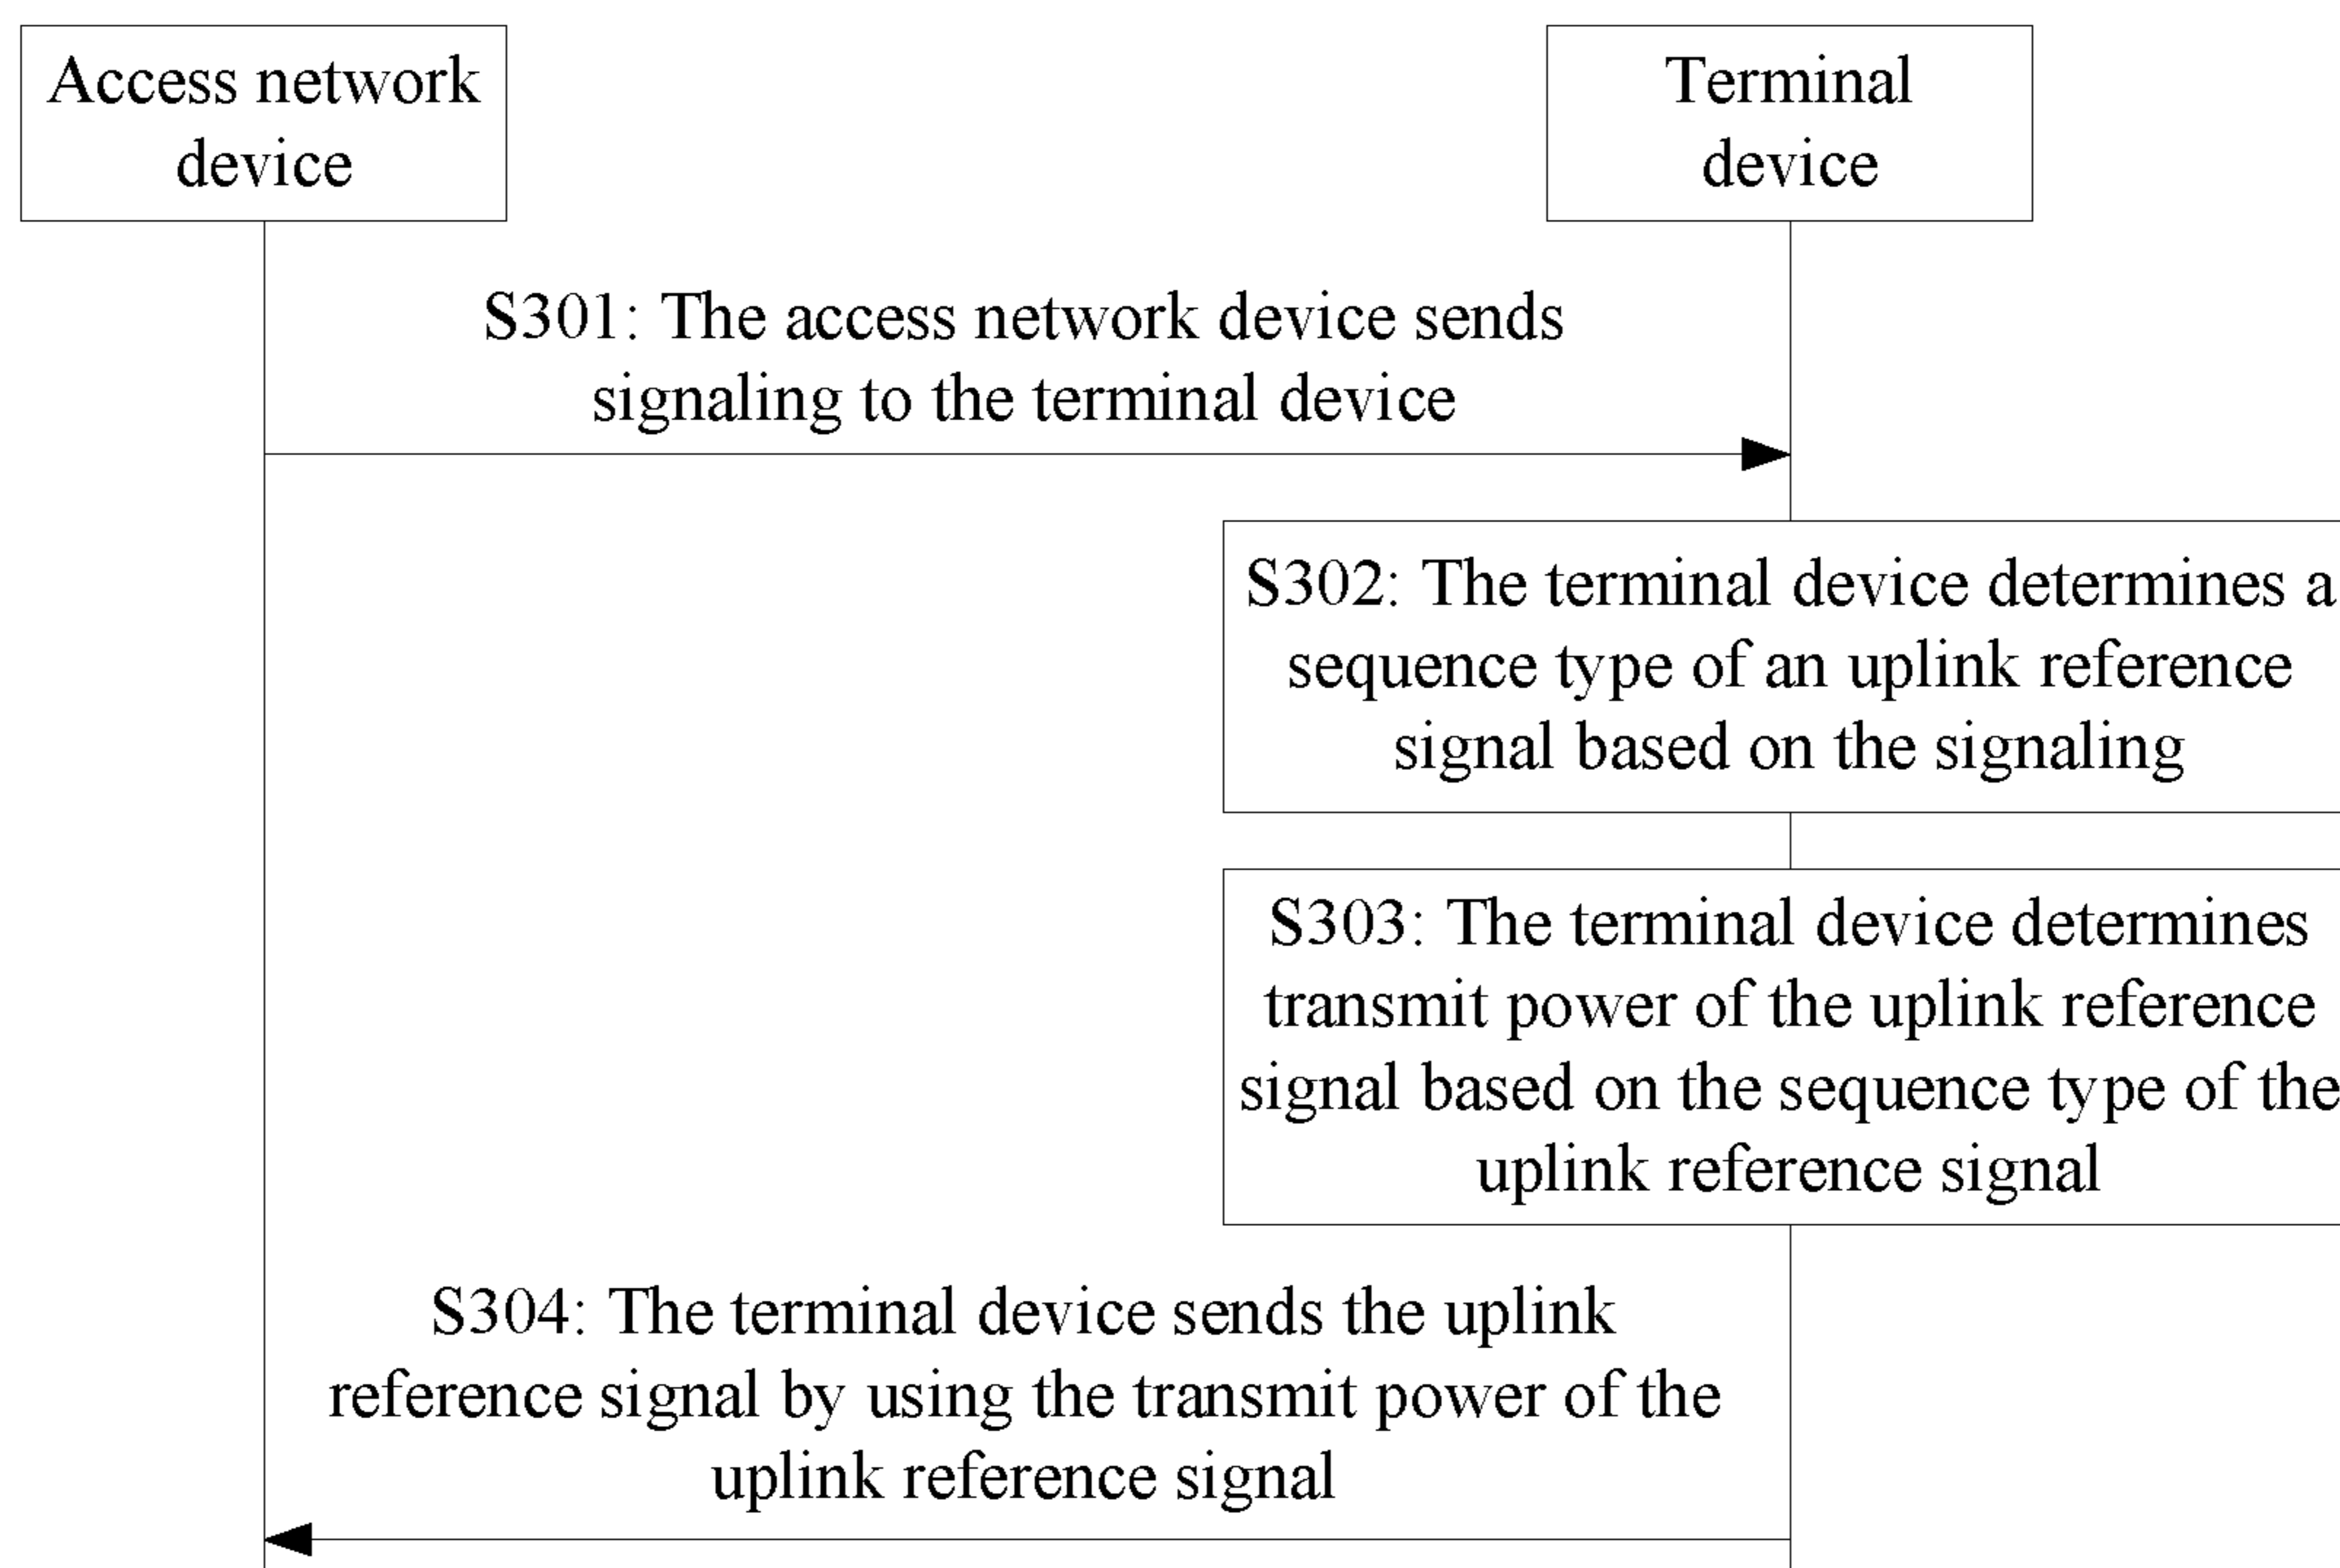 Access network
device
Terminal
device
S301: The access network device sends
signaling to the terminal device
S302: The terminal device determines a
sequence type of an uplink reference
signal based on the signaling
S303: The terminal device determines
transmit power of the uplink reference
signal based on the sequence type of the
uplink reference signal
S304: The terminal device sends the uplink
reference signal by using the transmit power of the
uplink reference signal